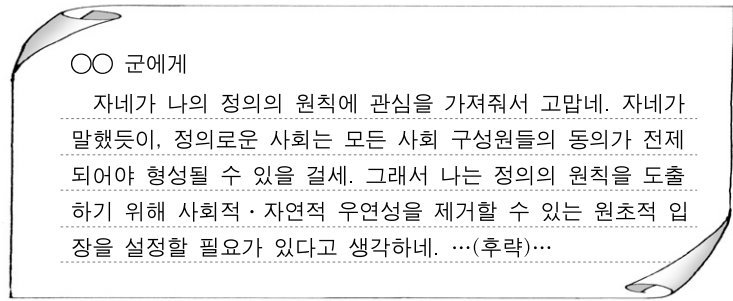 ○○ 군에게
자네가 나의 정의의 원칙에 관심을 가져줘서 고맙네. 자네가
말했듯이, 정의로운 사회는 모든 사회 구성원들의 동의가 전제
되어야 형성될 수 있을 걸세. 그래서 나는 정의의 원칙을 도출
하기 위해 사회적·자연적 우연성을 제거할 수 있는 원초적 입
장을 설정할 필요가 있다고 생각하네. …(후략)…